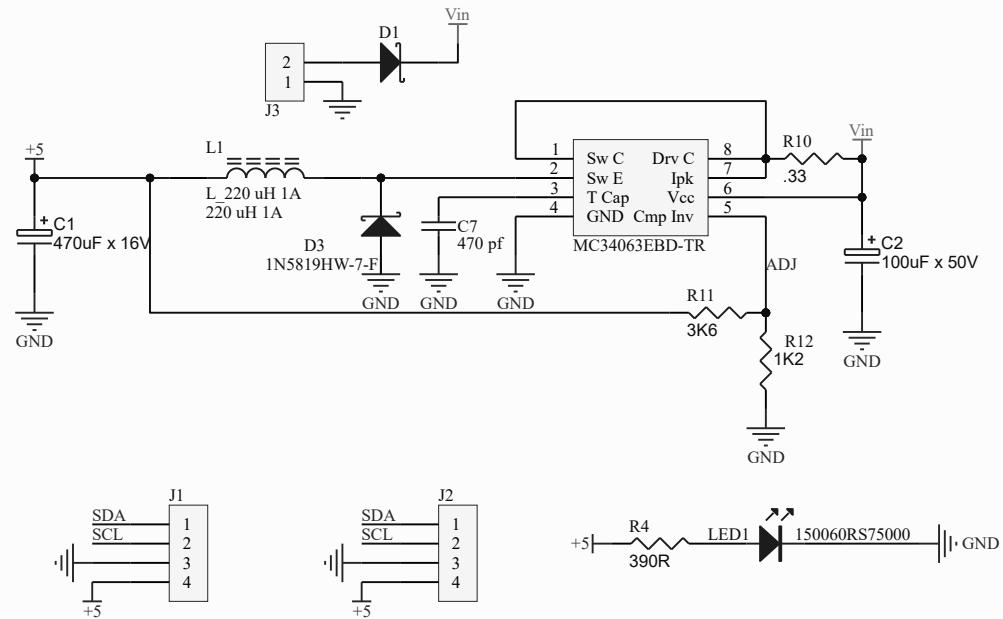 Vin
D1
2
1
J3
+5
L1
L_220 uH 1A
220 uH 1A
C1
470uF x 16V
GND
D3
1N5819HW-7-F
GND
C7
470 pf
GND
GND
1 Sw C Drv C 8
2 Sw E Ipk 7
3 T Cap Vcc 6
4 GND Cmp Inv 5
MC34063EBD-TR
R10
.33
Vin
C2
100uF x 50V
GND
ADJ
R11
3K6
R12
1K2
GND
J1
SDA 1
SCL 2
3
4
+5
J2
SDA 1
SCL 2
3
4
+5
+5
R4
390R
LED1
150060RS75000
GND